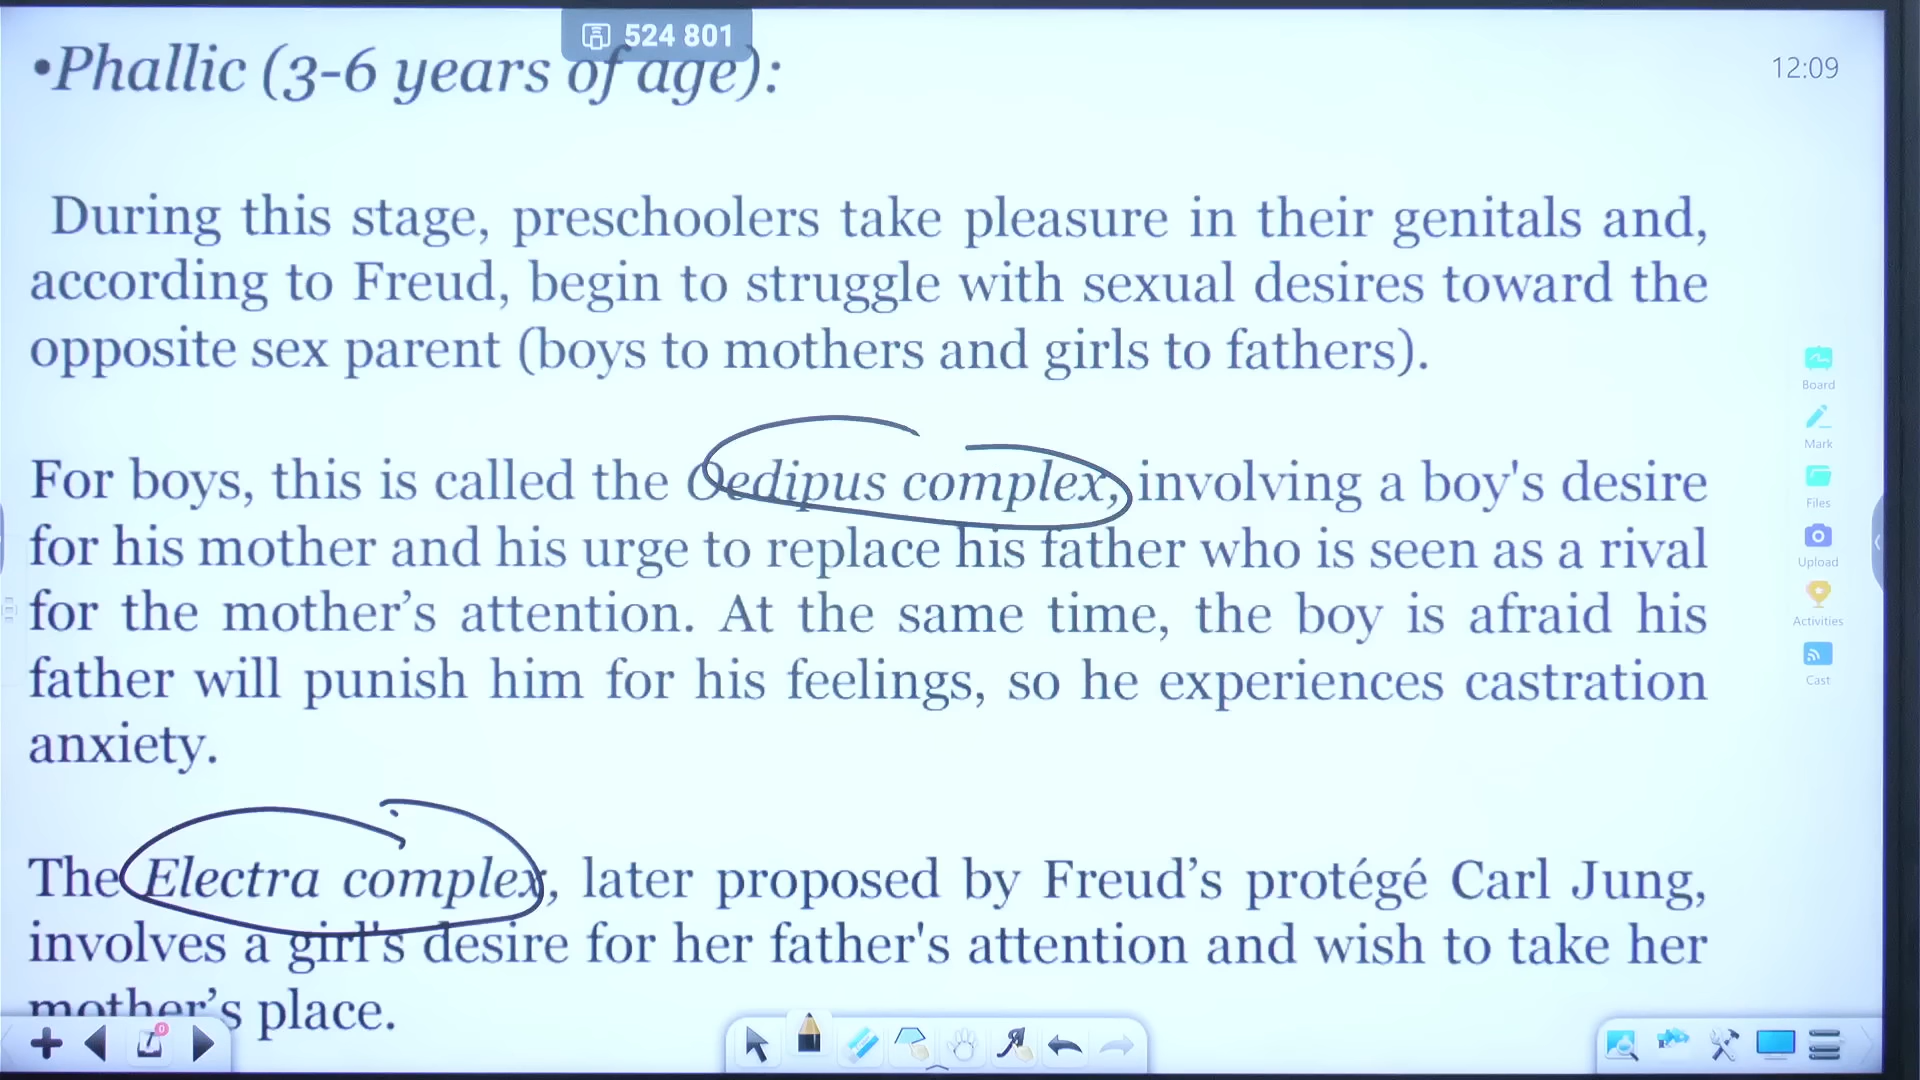 524 801
•Phallic (3-6 years of age):
12:09
During this stage, preschoolers take pleasure in their genitals and,
according to Freud, begin to struggle with sexual desires toward the
opposite sex parent (boys to mothers and girls to fathers).
For boys, this is called the Oedipus complex, involving a boy's desire
for his mother and his urge to replace his father who is seen as a rival
for the mother’s attention. At the same time, the boy is afraid his
father will punish him for his feelings, so he experiences castration
anxiety.
The Electra complex, later proposed by Freud’s protégé Carl Jung,
involves a girl's desire for her father's attention and wish to take her
mother’s place.
Board
Mark
Files
Upload
Activities
Cast
0